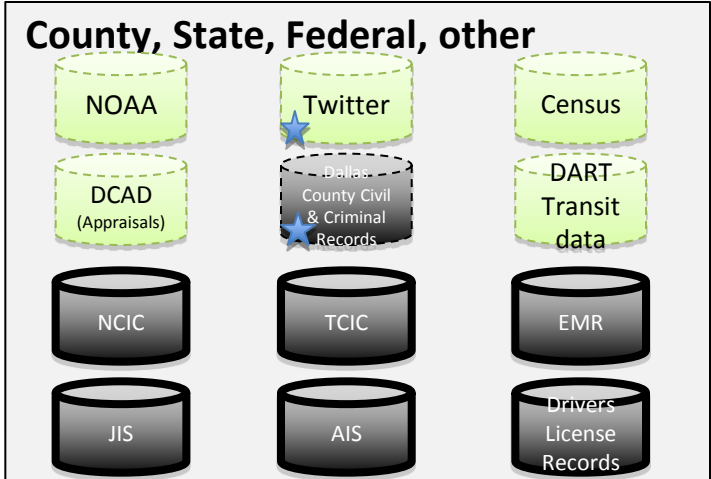 County, State, Federal, other
NOAA
Twitter
Census
DCAD
(Appraisals)
Dallas
County Civil
& Criminal
Records
DART
Transit
data
NCIC
TCIC
EMR
JIS
AIS
Drivers
License
Records